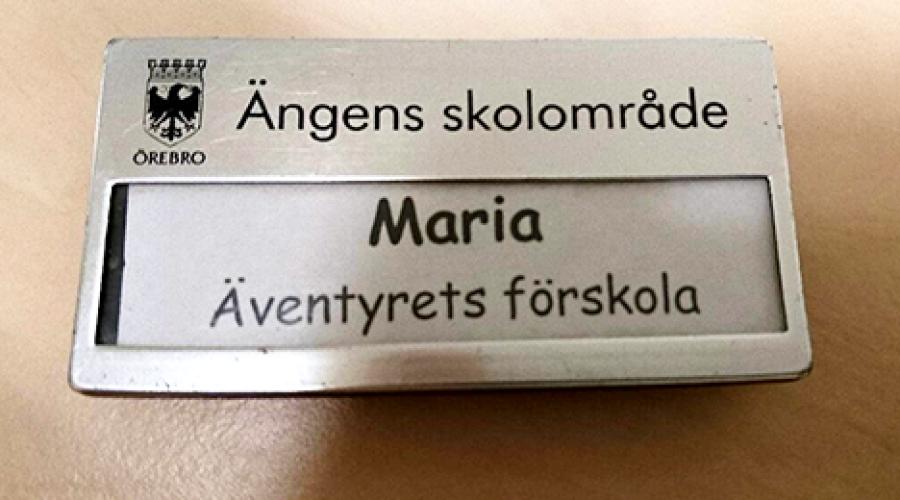 Ängens skolområde
ÖREBRO
Maria
Äventyrets förskola